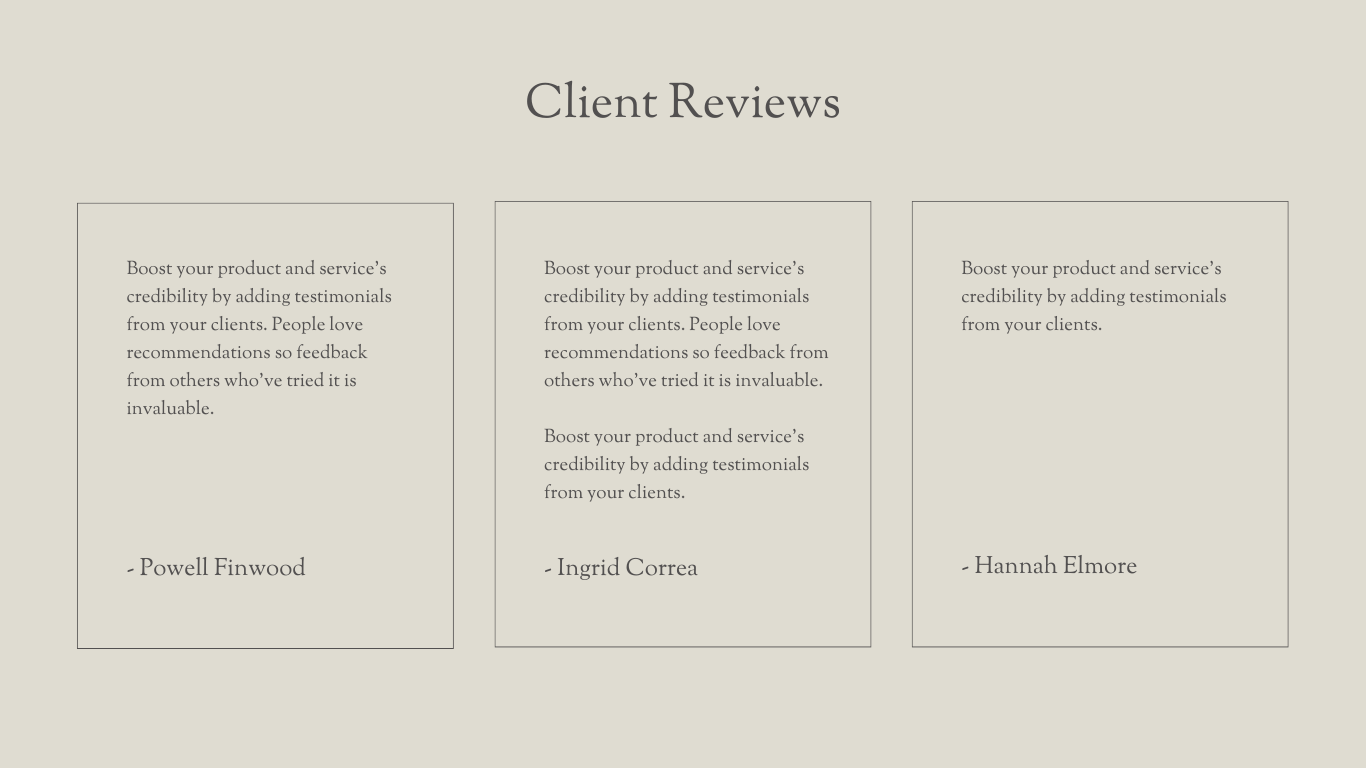 Client Reviews
Boost your product and service’s
credibility by adding testimonials
from your clients. People love
recommendations so feedback
from others who’ve tried it is
invaluable.
- Powell Finwood
Boost your product and service’s
credibility by adding testimonials
from your clients. People love
recommendations so feedback from
others who’ve tried it is invaluable.
Boost your product and service’s
credibility by adding testimonials
from your clients.
- Ingrid Correa
Boost your product and service’s
credibility by adding testimonials
from your clients.
- Hannah Elmore